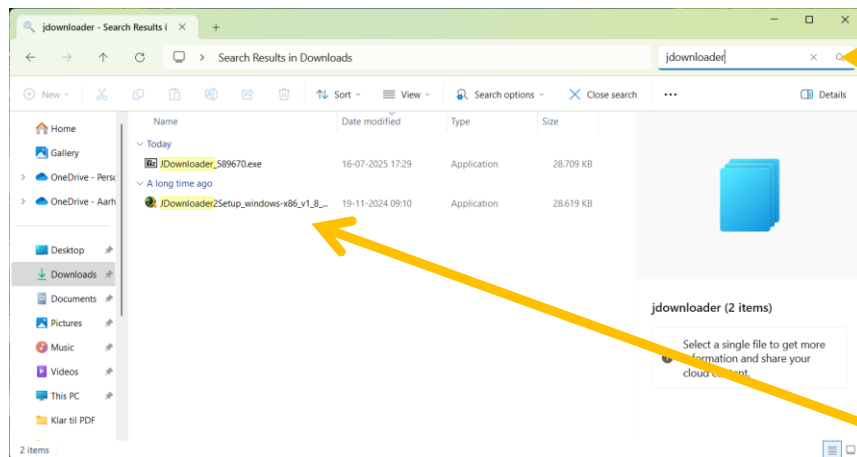 jdownloader - Search Results i
Search Results in Downloads
jdownloader
New
Sort
View
Search options
Close search
Details
Home
Gallery
OneDrive - Persc
OneDrive - Aarh
Desktop
Downloads
Documents
Pictures
Music
Videos
This PC
Klar til PDF
Name Date modified Type Size
Today
JDownloader_589670.exe 16-07-2025 17:29 Application 28.709 KB
A long time ago
JDownloader2Setup_windows-x86_v1_8_... 19-11-2024 09:10 Application 28.619 KB
jdownloader (2 items)
Select a single file to get more
information and share your
cloud content.
2 items